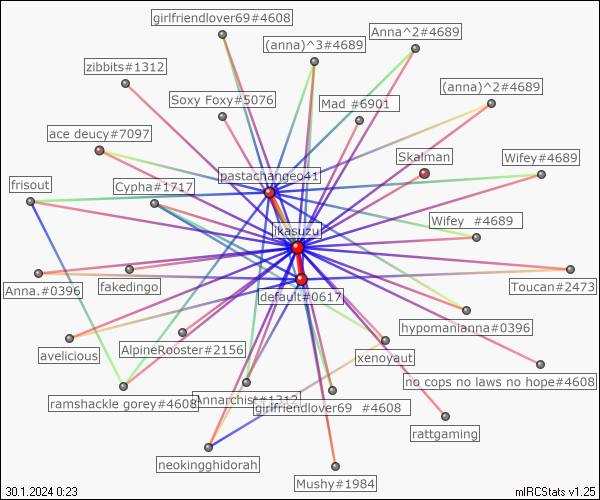 girlfriendlover69#4608
Anna^2#4689
(anna)^3#4689
zibbits#1312
(anna)^2#4689
Soxy Foxy#5076
Mad #6901
ace deucy#7097
Skalman
Wifey#4689
pastachangeo41
frisout
Cypha#1717
Wifey #4689
ikasuzu
Anna.#0396
fakedingo
Toucan#2473
default#0617
hypomanianna#0396
avelicious
AlpineRooster#2156
xenoyaut
no cops no laws no hope#4608
ramshackle gorey#4608
Annarchist#1312
girlfriendlover69 #4608
rattgaming
neokingghidorah
Mushy#1984
30.1.2024 0:23
mIRCStats v1.25